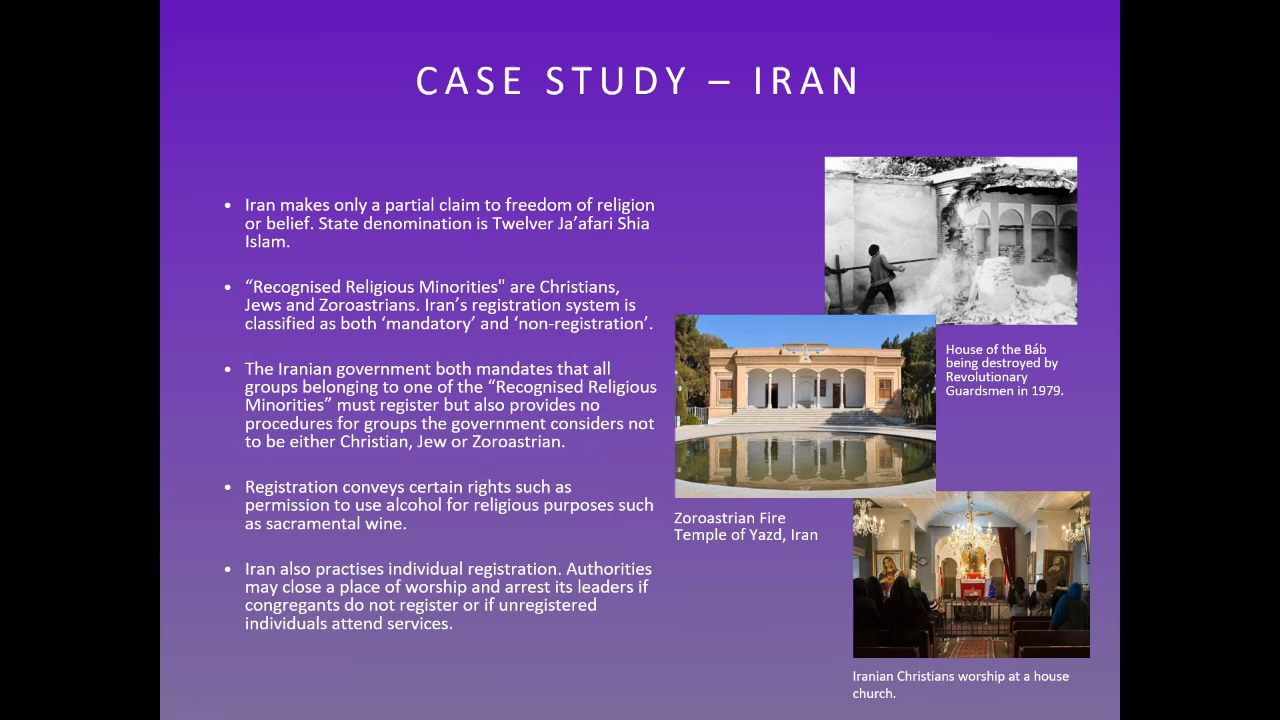 CASE STUDY – IRAN
• Iran makes only a partial claim to freedom of religion
or belief. State denomination is Twelver Ja’afari Shia
Islam.
• “Recognised Religious Minorities" are Christians,
Jews and Zoroastrians. Iran’s registration system is
classified as both ‘mandatory’ and ‘non-registration’.
• The Iranian government both mandates that all
groups belonging to one of the “Recognised Religious
Minorities” must register but also provides no
procedures for groups the government considers not
to be either Christian, Jew or Zoroastrian.
• Registration conveys certain rights such as
permission to use alcohol for religious purposes such
as sacramental wine.
• Iran also practises individual registration. Authorities
may close a place of worship and arrest its leaders if
congregants do not register or if unregistered
individuals attend services.
House of the Báb
being destroyed by
Revolutionary
Guardsmen in 1979.
Zoroastrian Fire
Temple of Yazd, Iran
Iranian Christians worship at a house
church.